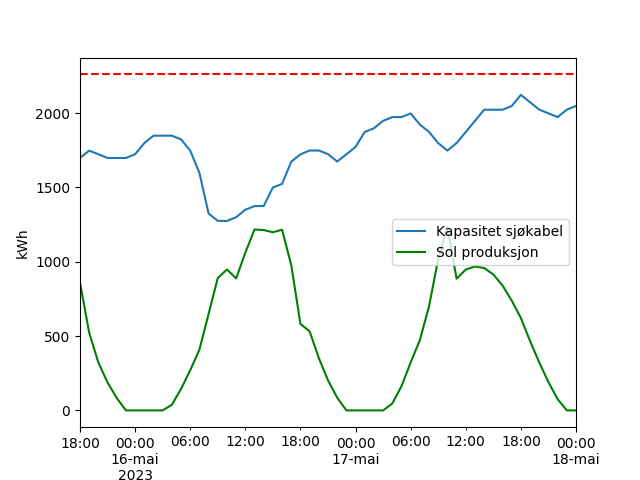 2000
1500
1000
500
0
kWh
Kapasitet sjøkabel
Sol produksjon
18:00 00:00 06:00 12:00 18:00 00:00 06:00 12:00 18:00 00:00
16-mai 17-mai 18-mai
2023